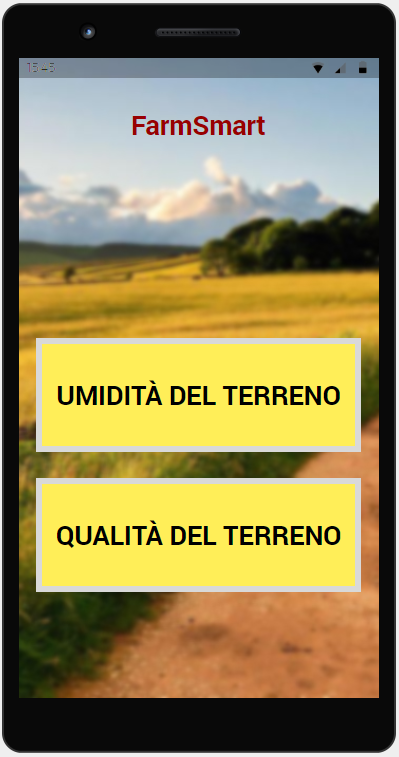 FarmSmart
UMIDITÀ DEL TERRENO
QUALITÀ DEL TERRENO